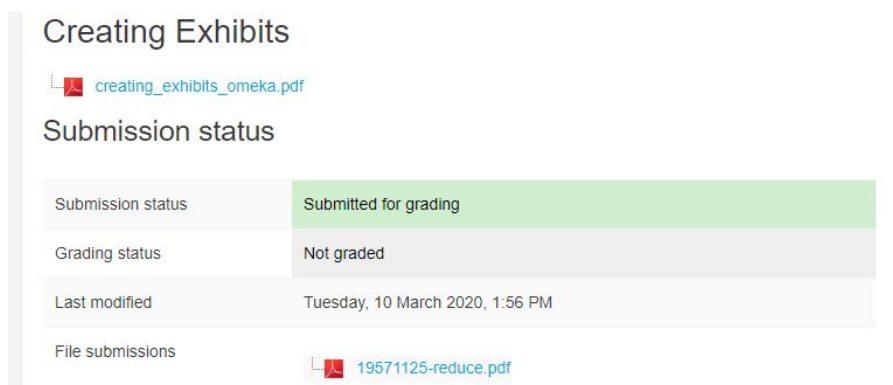 Creating Exhibits
creating_exhibits_omeka.pdf
Submission status
Submission status Submitted for grading
Grading status Not graded
Last modified Tuesday, 10 March 2020, 1:56 PM
File submissions
19571125-reduce.pdf